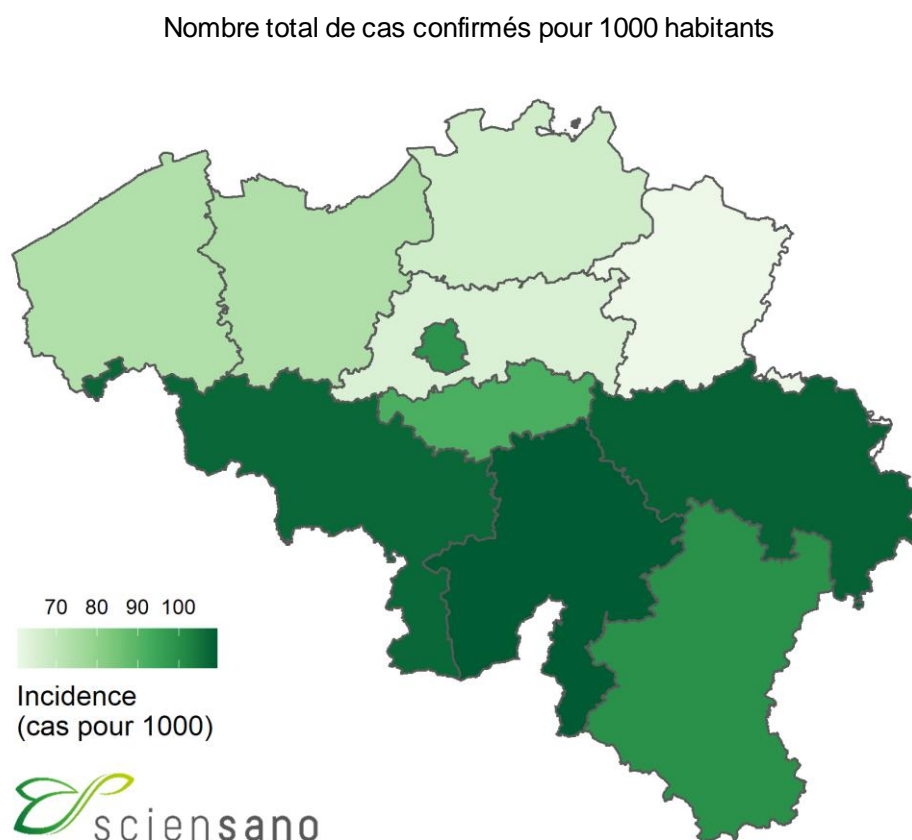 Nombre total de cas confirmés pour 1000 habitants
70 80 90 100
Incidence
(cas pour 1000)
sciensano